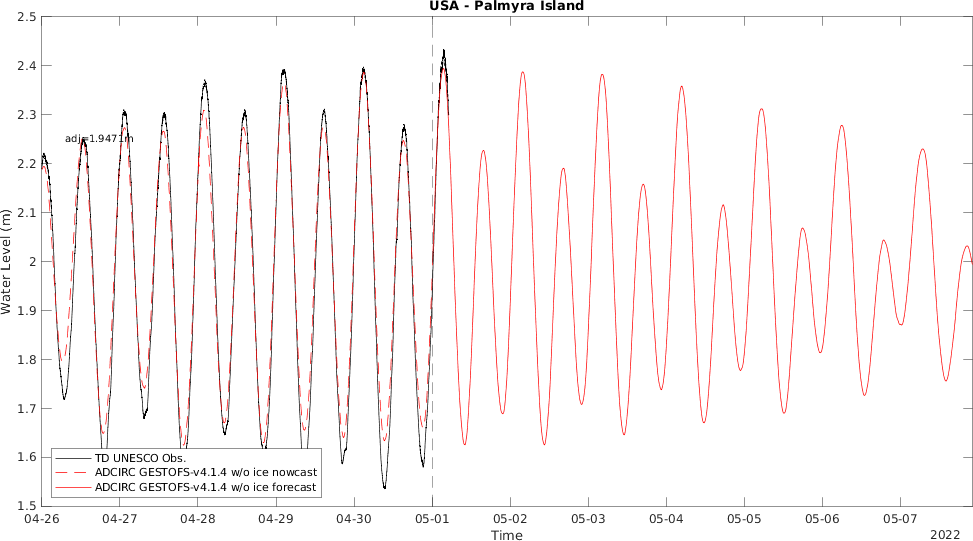 USA - Palmyra Island
2.5
2.4
2.3
2.2
2.1
2
1.9
1.8
1.7
1.6
1.5
Water Level (m)
adj=1.9471m
TD UNESCO Obs.
ADCIRC GESTOFS-v4.1.4 w/o ice nowcast
ADCIRC GESTOFS-v4.1.4 w/o ice forecast
04-26 04-27 04-28 04-29 04-30 05-01 05-02 05-03 05-04 05-05 05-06 05-07
Time
2022